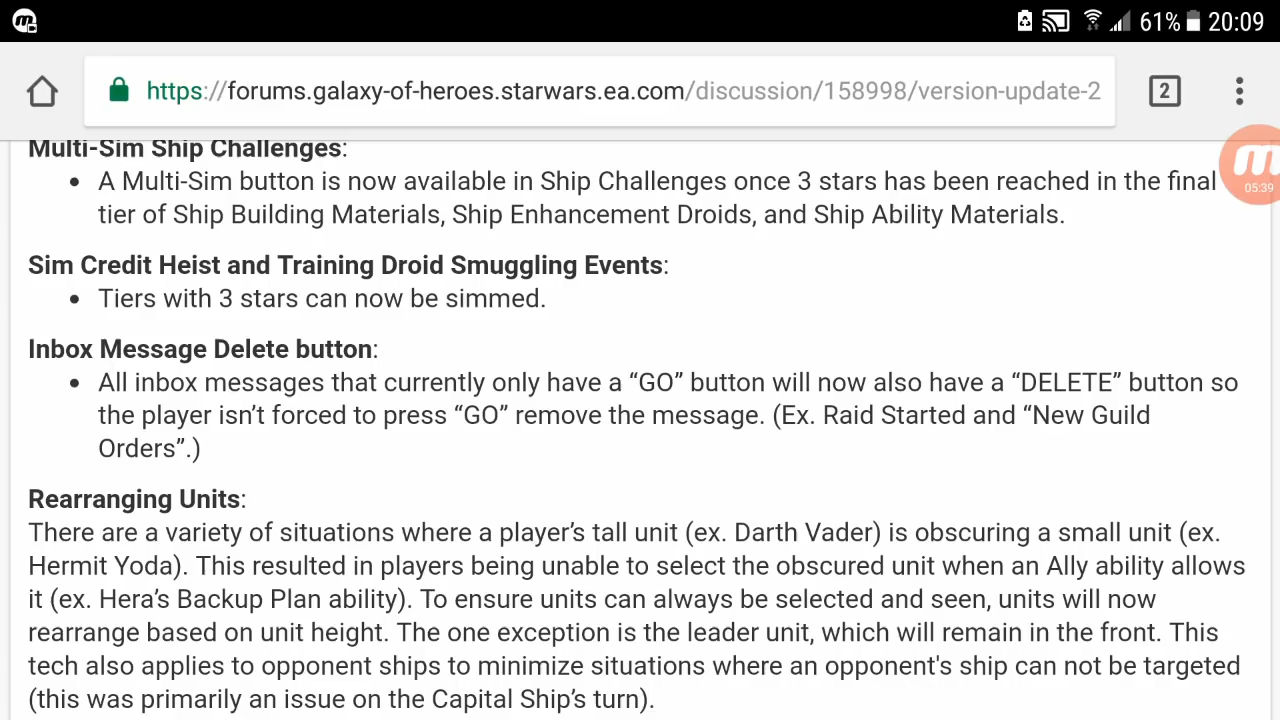 61% 20:09
https://forums.galaxy-of-heroes.starwars.ea.com/discussion/158998/version-update-2
2
Multi-Sim Ship Challenges:
05:39
• A Multi-Sim button is now available in Ship Challenges once 3 stars has been reached in the final
tier of Ship Building Materials, Ship Enhancement Droids, and Ship Ability Materials.
Sim Credit Heist and Training Droid Smuggling Events:
• Tiers with 3 stars can now be simmed.
Inbox Message Delete button:
• All inbox messages that currently only have a “GO” button will now also have a “DELETE” button so
the player isn’t forced to press “GO” remove the message. (Ex. Raid Started and “New Guild
Orders”.)
Rearranging Units:
There are a variety of situations where a player’s tall unit (ex. Darth Vader) is obscuring a small unit (ex.
Hermit Yoda). This resulted in players being unable to select the obscured unit when an Ally ability allows
it (ex. Hera’s Backup Plan ability). To ensure units can always be selected and seen, units will now
rearrange based on unit height. The one exception is the leader unit, which will remain in the front. This
tech also applies to opponent ships to minimize situations where an opponent's ship can not be targeted
(this was primarily an issue on the Capital Ship’s turn).